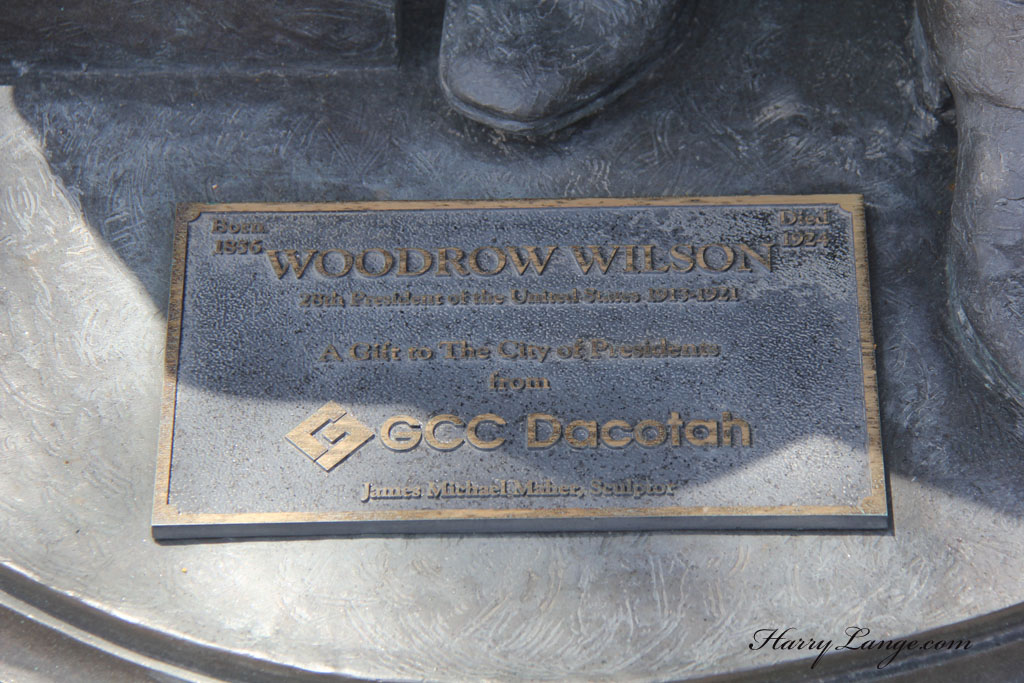 Born
1856
Died
1924
WOODROW WILSON
28th President of the United States 1913-1921
A Gift to The City of Presidents
from
GCC Dacotah
James Michael Maher, Sculptor
HarryLange.com